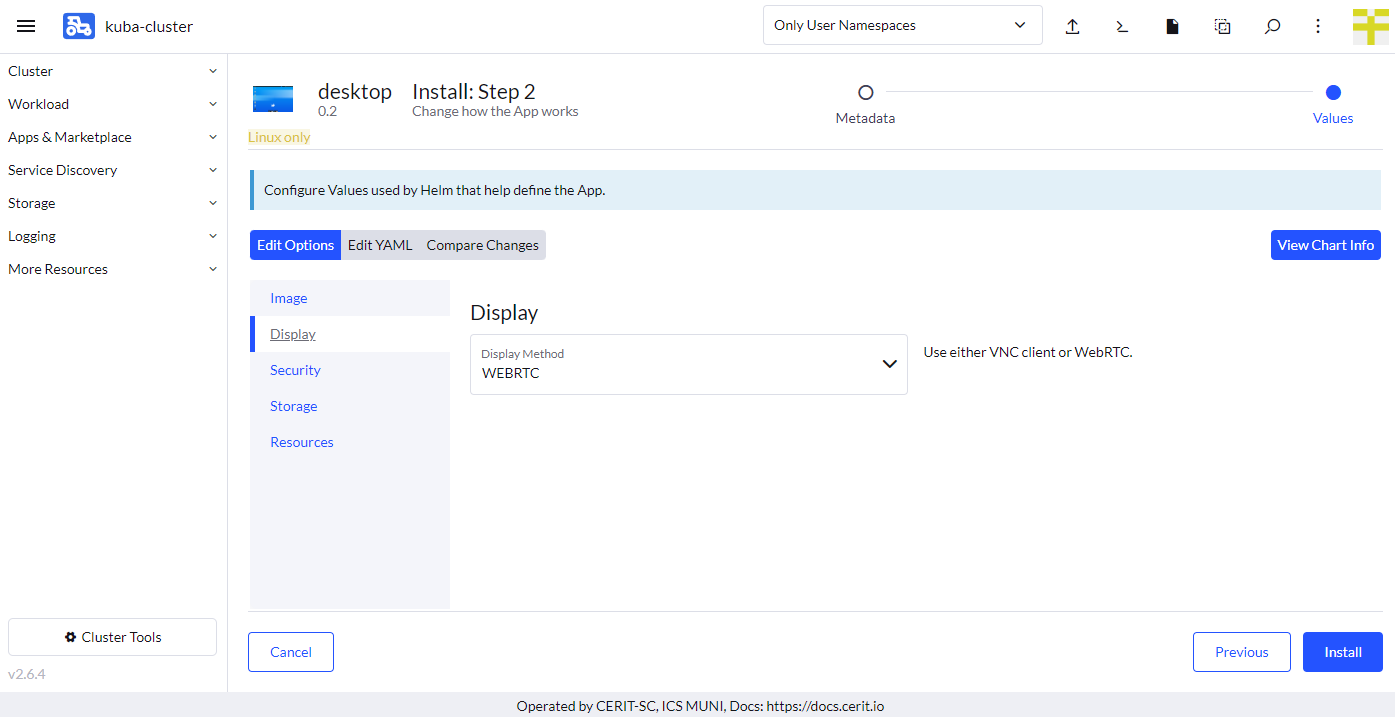 kuba-cluster
Only User Namespaces
Cluster
Workload
Apps & Marketplace
Service Discovery
Storage
Logging
More Resources
Cluster Tools
v2.6.4
desktop
0.2
Linux only
Install: Step 2
Change how the App works
Metadata
Values
Configure Values used by Helm that help define the App.
Edit Options Edit YAML Compare Changes
View Chart Info
Image
Display
Security
Storage
Resources
Display
Display Method
WEBRTC
Use either VNC client or WebRTC.
Cancel
Previous
Install
Operated by CERIT-SC, ICS MUNI, Docs: https://docs.cerit.io